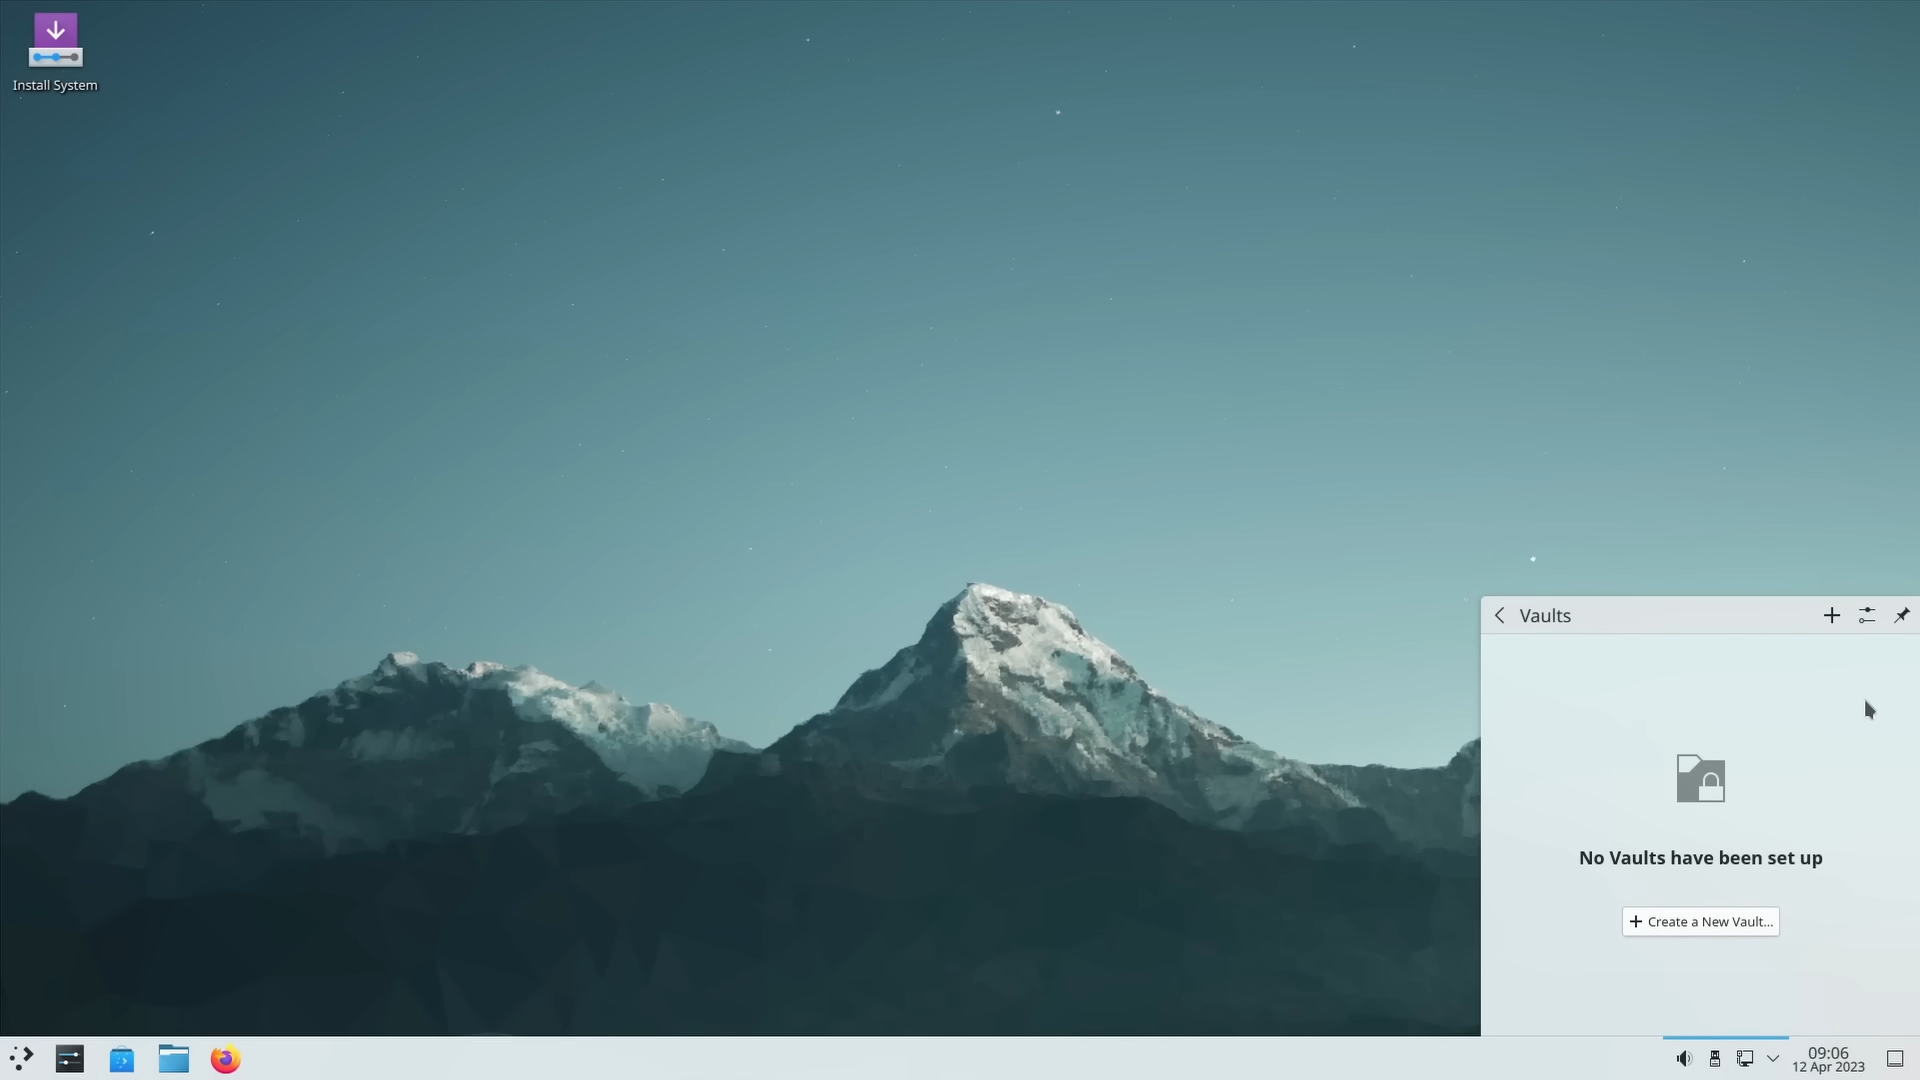 Install System
Vaults
No Vaults have been set up
Create a New Vault...
09:06
12 Apr 2023